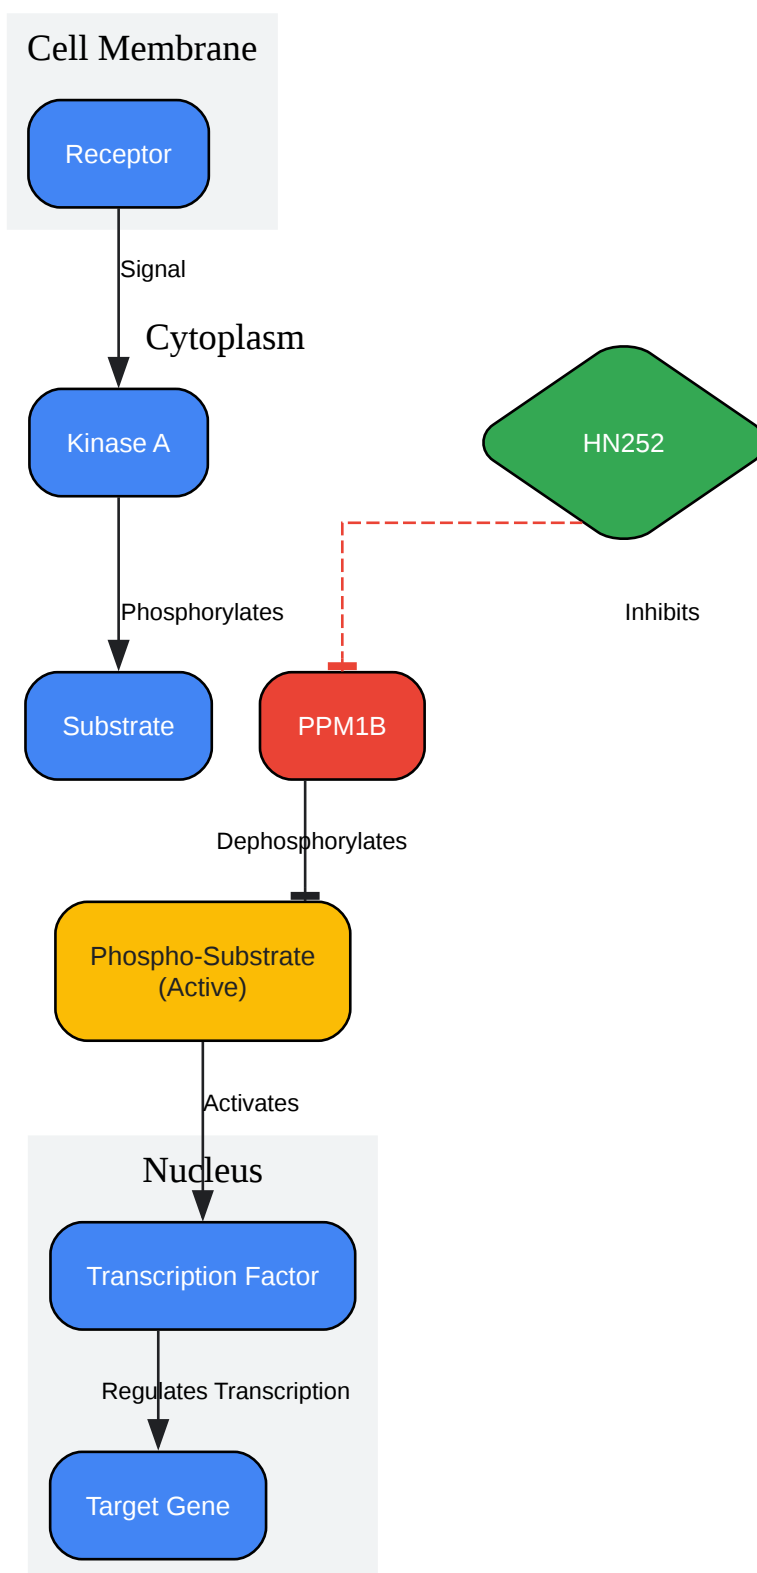 Cell Membrane
Receptor
Signal
Cytoplasm
Kinase A
HN252
Phosphorylates
Inhibits
Substrate
PPM1B
Dephosphorylates
Phospho-Substrate
(Active)
Activates
Nucleus
Transcription Factor
Regulates Transcription
Target Gene